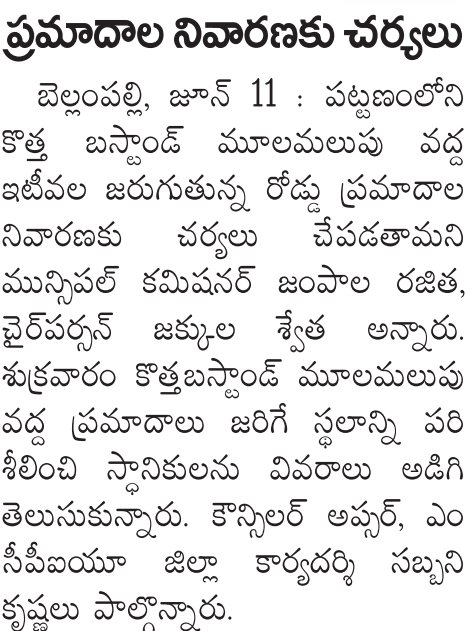 ప్రమాదాల నివారణకు చర్యలు
బెల్లంపల్లి, జూన్ 11 : పట్టణంలోని
కొత్త బస్టాండ్ మూలమలుపు వద్ద
ఇటీవల జరుగుతున్న రోడ్డు ప్రమాదాల
నివారణకు చర్యలు చేపడతామని
మున్సిపల్ కమిషనర్ జంపాల రజిత,
ఛైర్‌పర్సన్ జక్కుల శ్వేత అన్నారు.
శుక్రవారం కొత్తబస్టాండ్ మూలమలుపు
వద్ద ప్రమాదాలు జరిగే స్థలాన్ని పరి
శీలించి స్థానికులను వివరాలు అడిగి
తెలుసుకున్నారు. కౌన్సిలర్ అప్సర్, ఎం
సీపీఐయూ జిల్లా కార్యదర్శి సబ్బని
కృష్ణలు పాల్గొన్నారు.